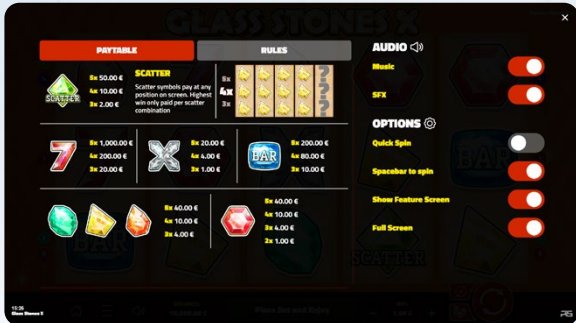 GLASS STONES X
PAYTABLE
RULES
AUDIO
Music
SFX
OPTIONS
Quick Spin
Spacebar to spin
Show Feature Screen
Full Screen
SCATTER
5x 50.00 €
4x 10.00 €
3x 2.00 €
SCATTER
Scatter symbols pay at any
position on screen. Highest
win only paid per scatter
combination
5x
4x
3x
?
?
?
7
5x 1,000.00 €
4x 200.00 €
3x 20.00 €
X
5x 20.00 €
4x 4.00 €
3x 1.00 €
BAR
5x 200.00 €
4x 80.00 €
3x 10.00 €
5x 40.00 €
4x 10.00 €
3x 4.00 €
5x 40.00 €
4x 10.00 €
3x 4.00 €
2x 1.00 €
BAR
SCATTER
15:25
Glass Stones X
Place Bet and Enjoy